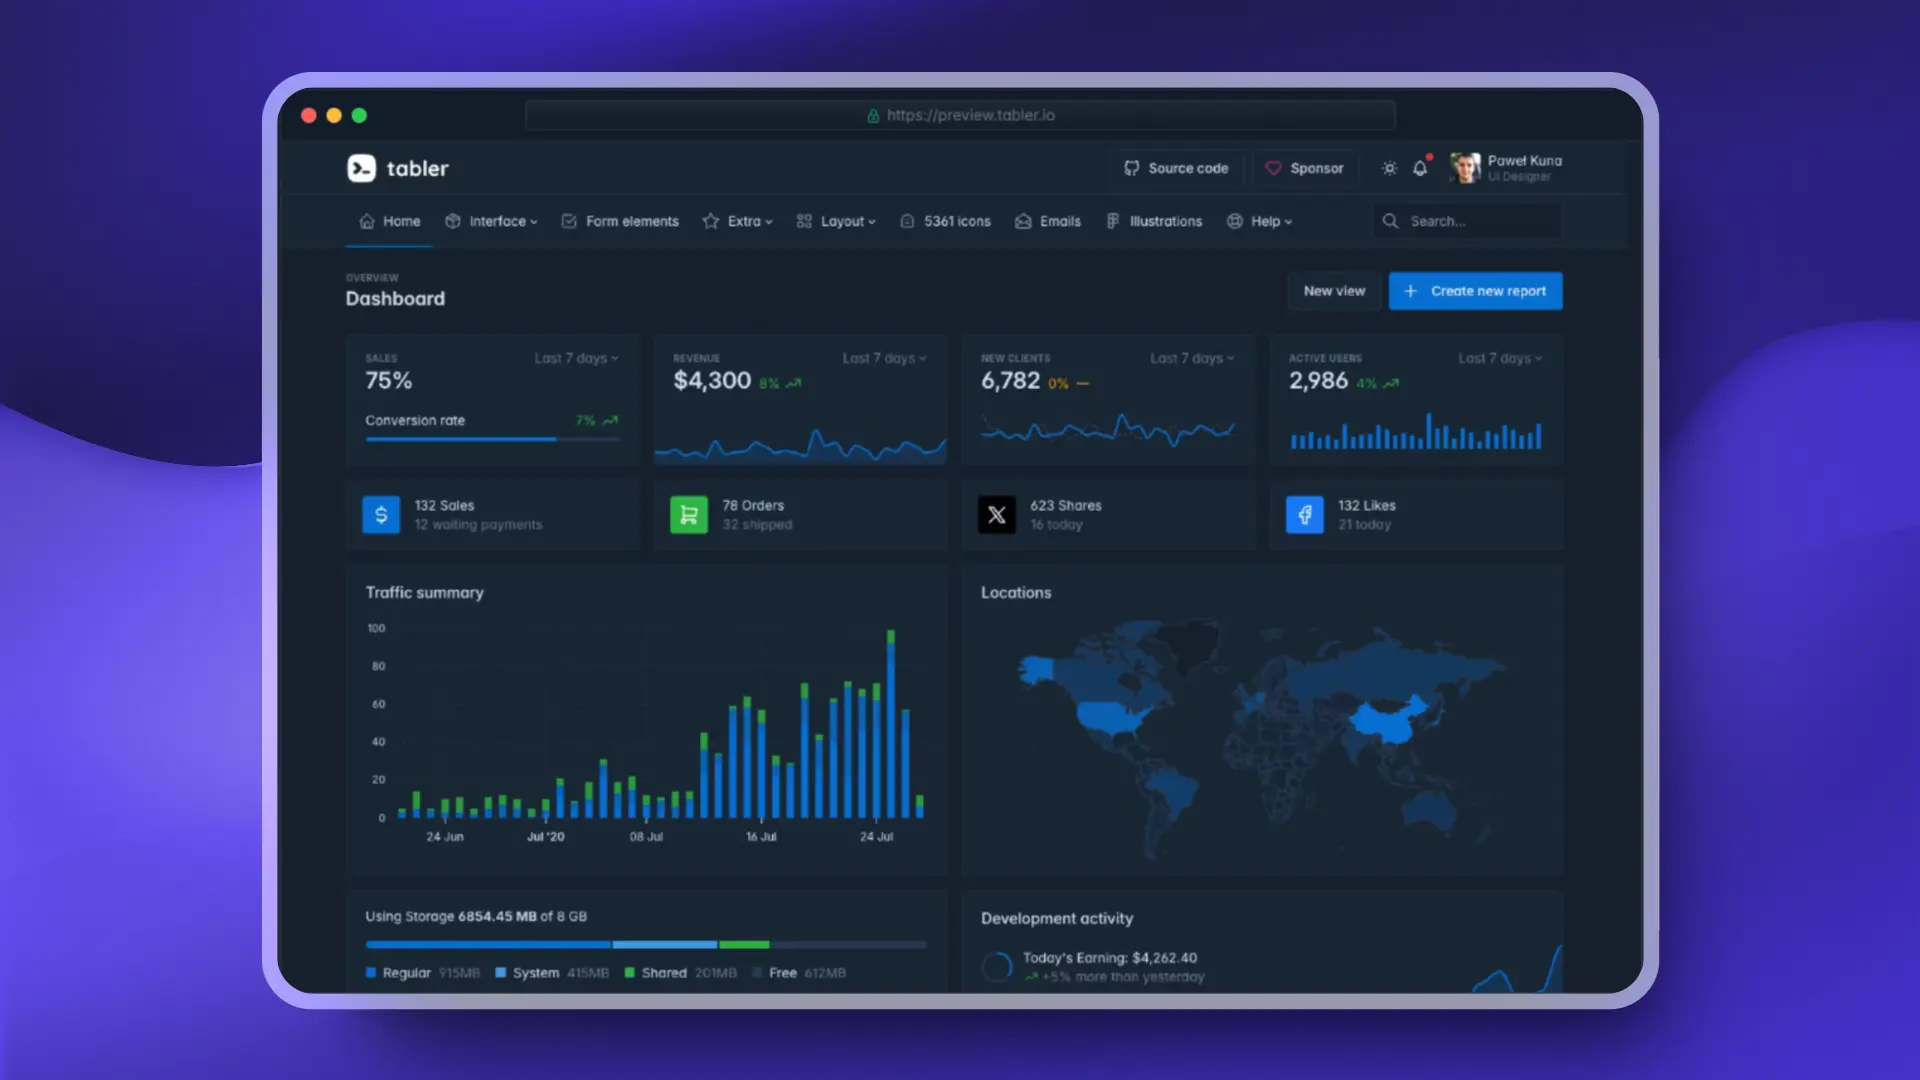 https://preview.tabler.io
tabler
Source code
Sponsor
Paweł Kuna
UI Designer
Home
Interface
Form elements
Extra
Layout
5361 icons
Emails
Illustrations
Help
Search...
OVERVIEW
Dashboard
New view
Create new report
SALES
Last 7 days
75%
Conversion rate
7%
REVENUE
Last 7 days
$4,300 8%
NEW CLIENTS
Last 7 days
6,782 0%
ACTIVE USERS
Last 7 days
2,986 4%
132 Sales
12 waiting payments
78 Orders
32 shipped
623 Shares
16 today
132 Likes
21 today
Traffic summary
100
80
60
40
20
0
24 Jun
Jul '20
08 Jul
16 Jul
24 Jul
Locations
Using Storage 6854.45 MB of 8 GB
Regular 915MB
System 415MB
Shared 201MB
Free 612MB
Development activity
Today's Earning: $4,262.40
+5% more than yesterday